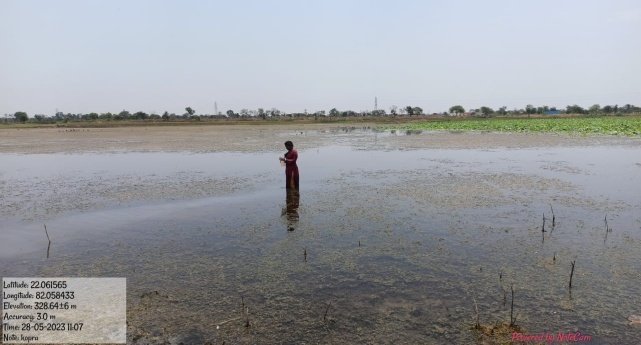 Latitude: 22.061565
Longitude: 82.058433
Elevation: 328.64±6 m
Accuracy: 3.0 m
Time: 28-05-2023 11:07
Note: kopra
Powered by NoteCam